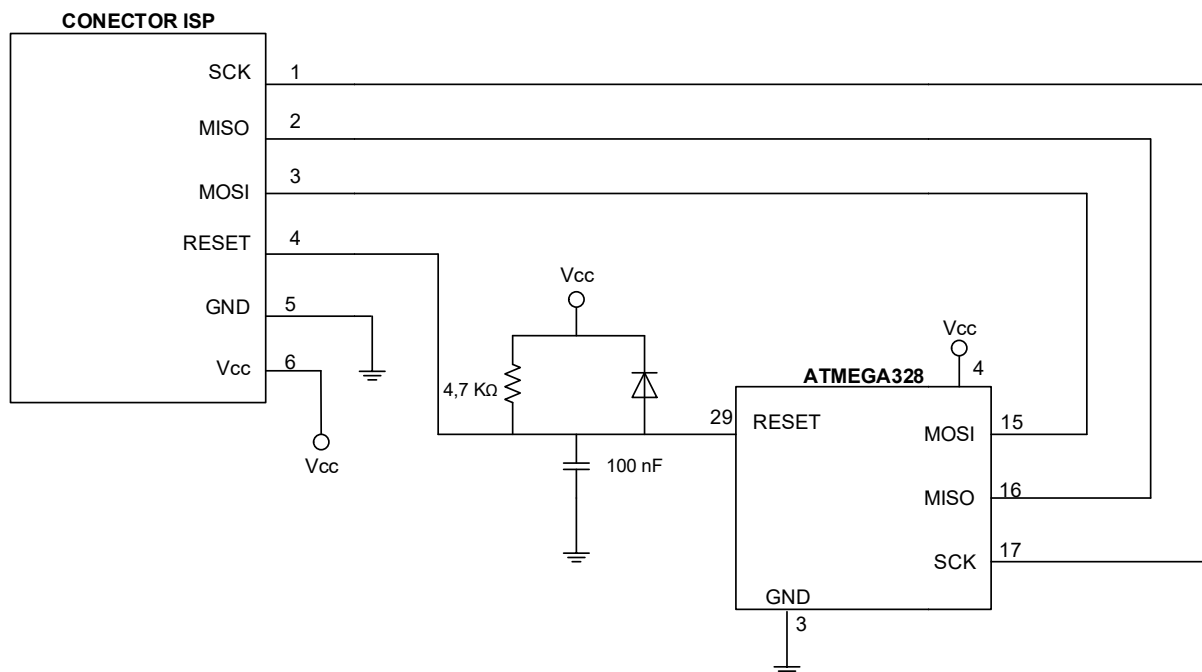 CONECTOR ISP
SCK 1
MISO 2
MOSI 3
RESET 4
GND 5
Vcc 6
Vcc
Vcc
4,7 KΩ
100 nF
Vcc
4
ATMEGA328
29 RESET
MOSI 15
MISO 16
SCK 17
GND
3